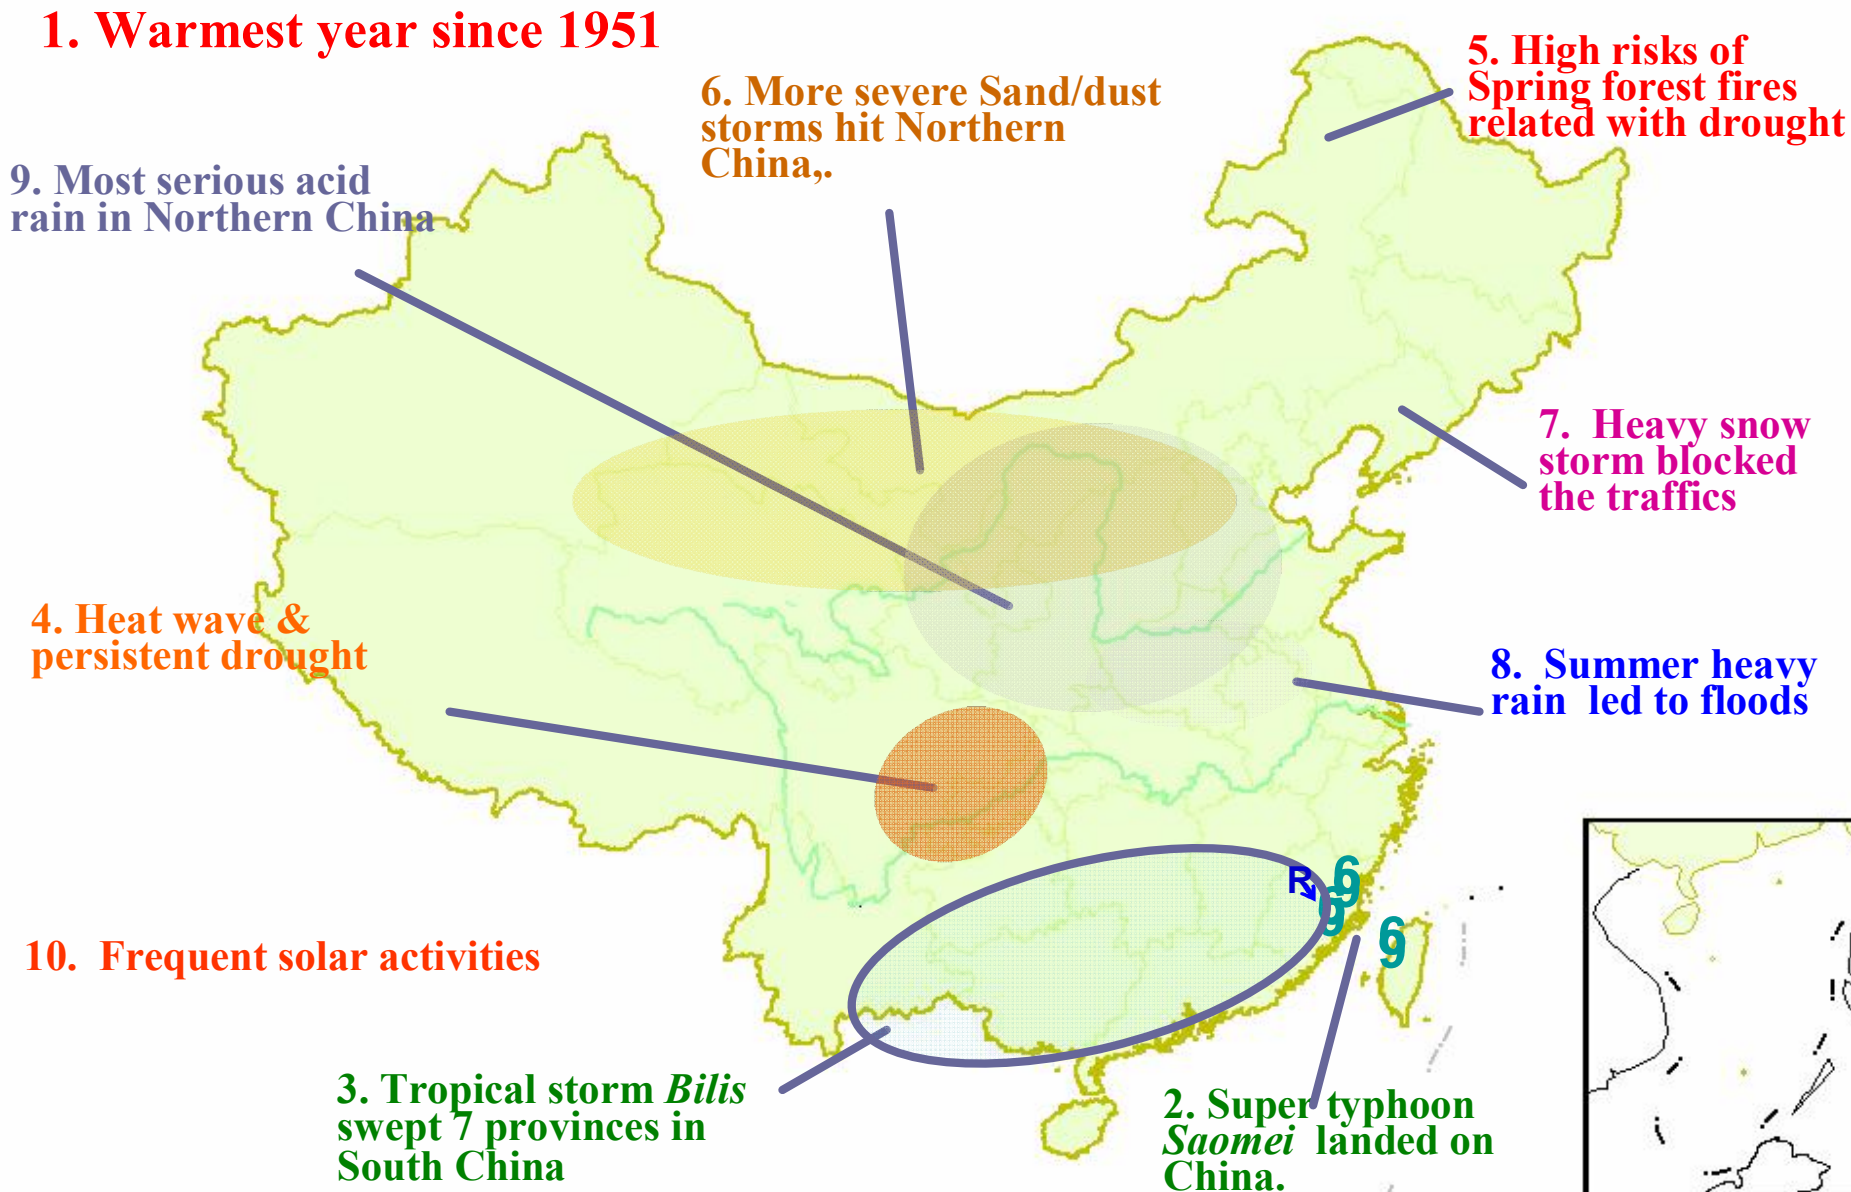 1. Warmest year since 1951
5. High risks of
Spring forest fires
related with drought
6. More severe Sand/dust
storms hit Northern
China,.
9. Most serious acid
rain in Northern China
7. Heavy snow
storm blocked
the traffics
4. Heat wave &
persistent drought
8. Summer heavy
rain led to floods
R
6
9
6
9
6
9
10. Frequent solar activities
3. Tropical storm Bilis
swept 7 provinces in
South China
2. Super typhoon
Saomei landed on
China.